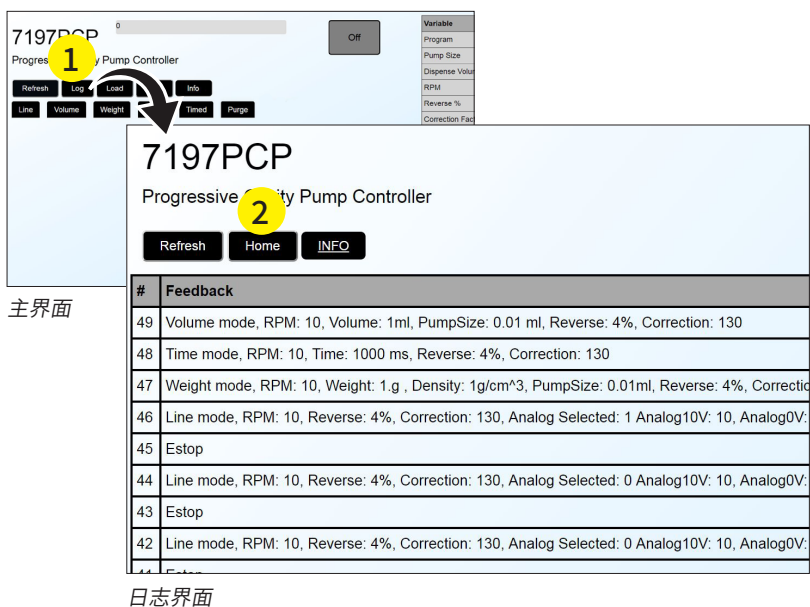 7197PCP
0
Off
Progres y Pump Controller
1
Refresh Log Load Info
Line Volume Weight Timed Purge
Variable
Program
Pump Size
Dispense Volu
RPM
Reverse %
Correction Fac
主界面
7197PCP
Progressive ity Pump Controller
2
Refresh Home INFO
# Feedback
49 Volume mode, RPM: 10, Volume: 1ml, PumpSize: 0.01 ml, Reverse: 4%, Correction: 130
48 Time mode, RPM: 10, Time: 1000 ms, Reverse: 4%, Correction: 130
47 Weight mode, RPM: 10, Weight: 1.g , Density: 1g/cm^3, PumpSize: 0.01ml, Reverse: 4%, Correctio
46 Line mode, RPM: 10, Reverse: 4%, Correction: 130, Analog Selected: 1 Analog10V: 10, Analog0V:
45 Estop
44 Line mode, RPM: 10, Reverse: 4%, Correction: 130, Analog Selected: 0 Analog10V: 10, Analog0V:
43 Estop
42 Line mode, RPM: 10, Reverse: 4%, Correction: 130, Analog Selected: 0 Analog10V: 10, Analog0V:
日志界面